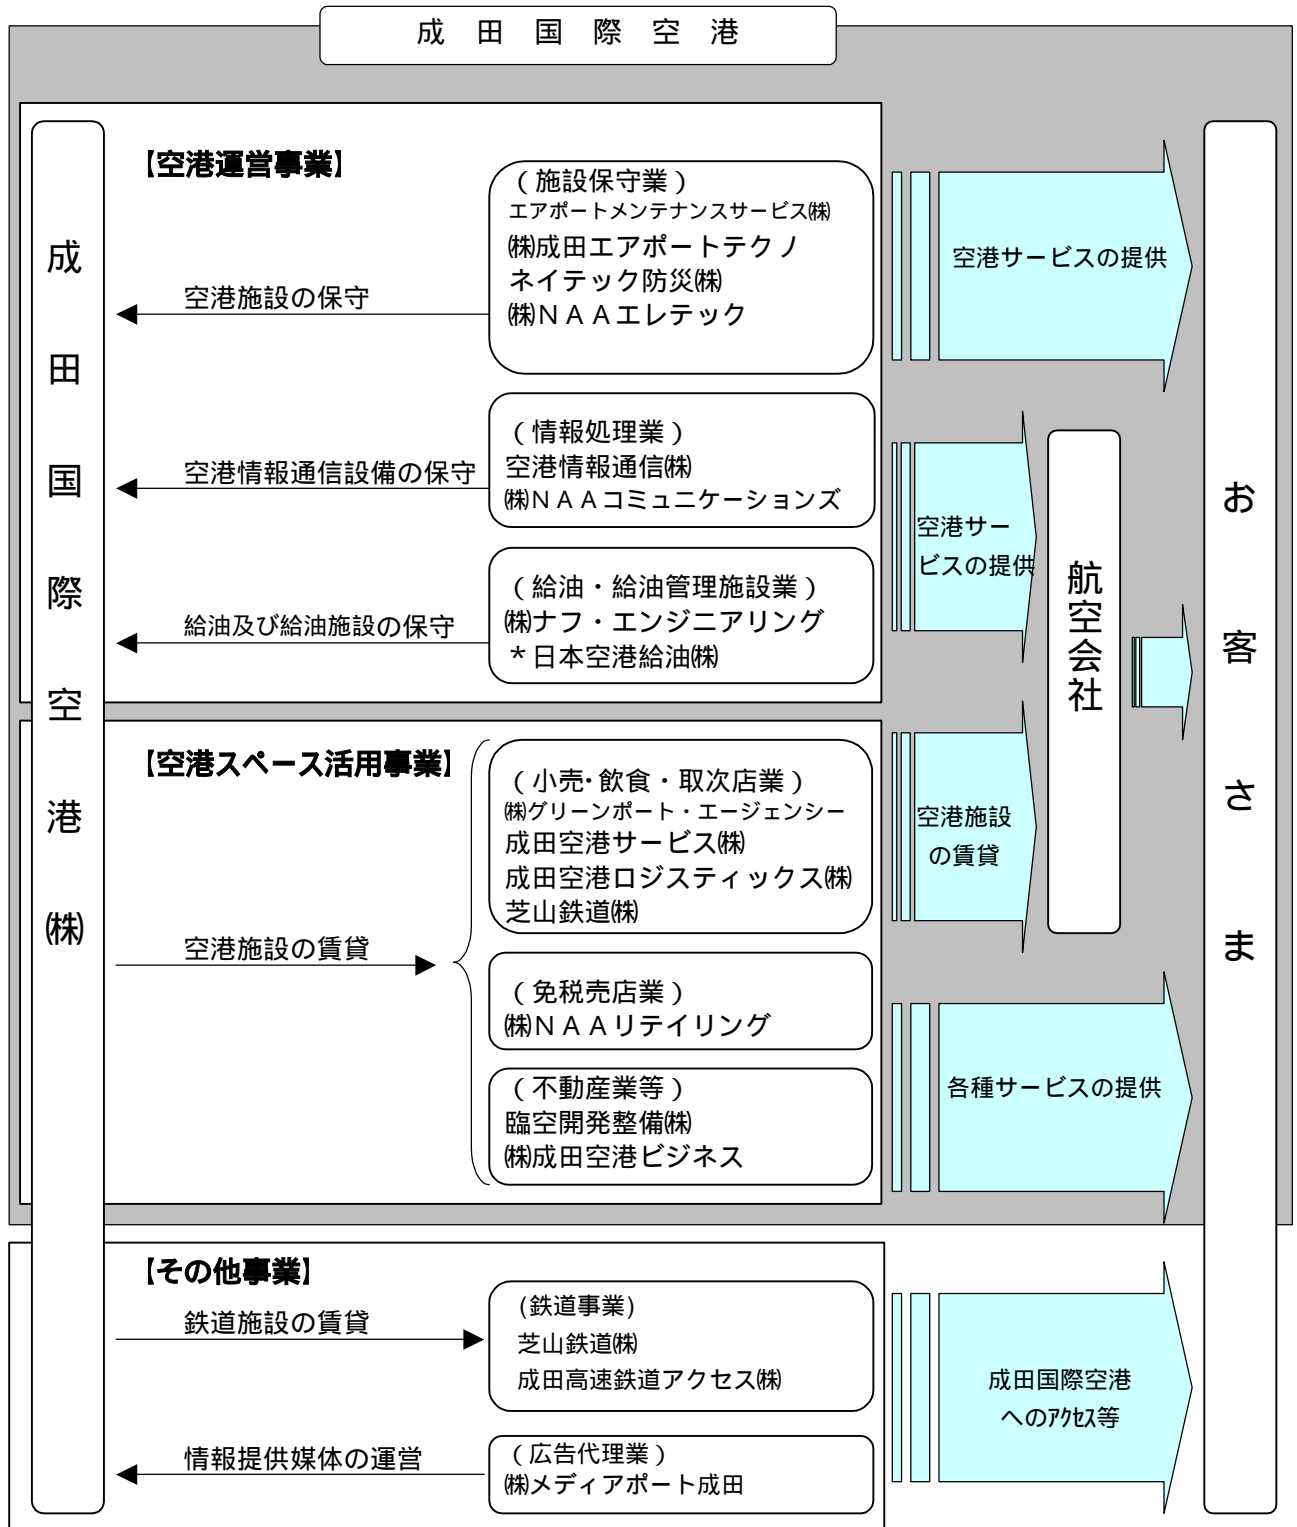 成田国際空港
成田国際空港㈱
【空港運営事業】
(施設保守業)
エアポートメンテナンスサービス㈱
㈱成田エアポートテクノ
ネイテック防災㈱
㈱NAAエレテック
空港施設の保守
空港サービスの提供
(情報処理業)
空港情報通信㈱
㈱NAAコミュニケーションズ
空港情報通信設備の保守
空港サー
ビスの提供
(給油・給油管理施設業)
㈱ナフ・エンジニアリング
*日本空港給油㈱
給油及び給油施設の保守
航空会社
お客さま
【空港スペース活用事業】
(小売・飲食・取次店業)
㈱グリーンポート・エージェンシー
成田空港サービス㈱
成田空港ロジスティックス㈱
芝山鉄道㈱
空港施設
の賃貸
空港施設の賃貸
(免税売店業)
㈱NAAリテイリング
(不動産業等)
臨空開発整備㈱
㈱成田空港ビジネス
各種サービスの提供
【その他事業】
鉄道施設の賃貸
(鉄道事業)
芝山鉄道㈱
成田高速鉄道アクセス㈱
成田国際空港
へのアクセス等
情報提供媒体の運営
(広告代理業)
㈱メディアポート成田